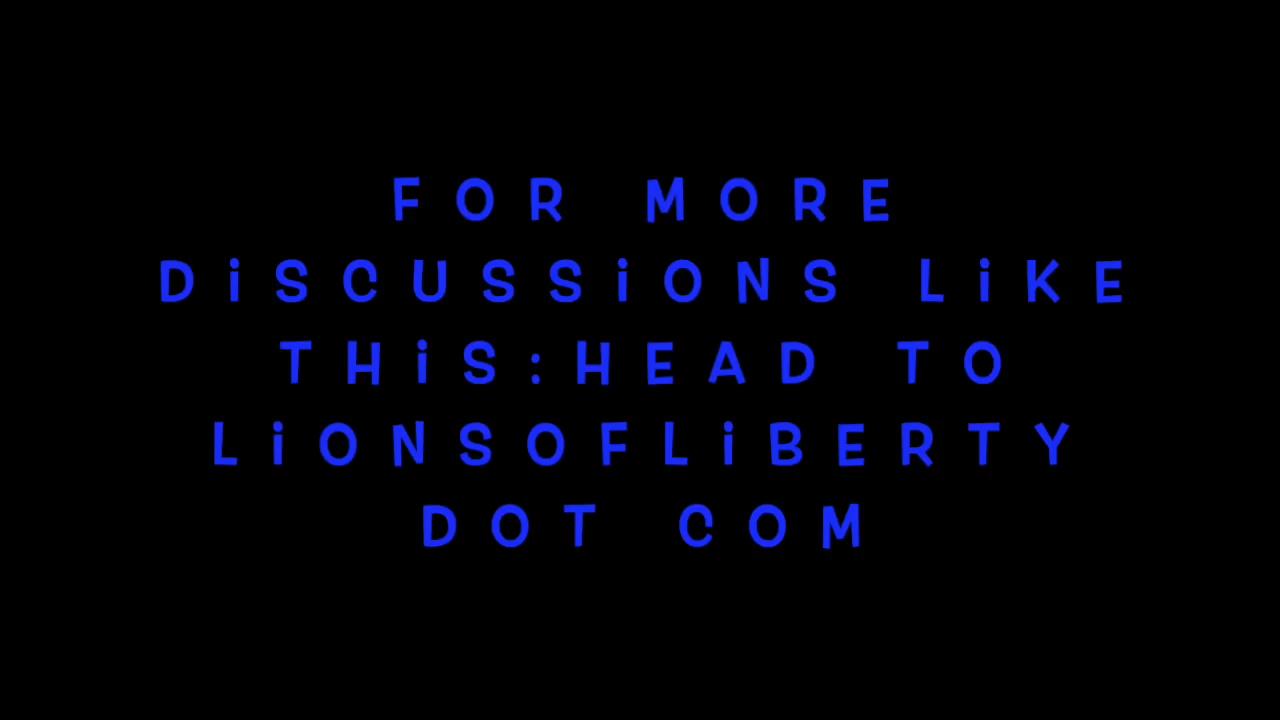 FOR MORE
DiSCUSSiONS LiKE
THiS:HEAD TO
LiONSOFLiBERTY
DOT COM